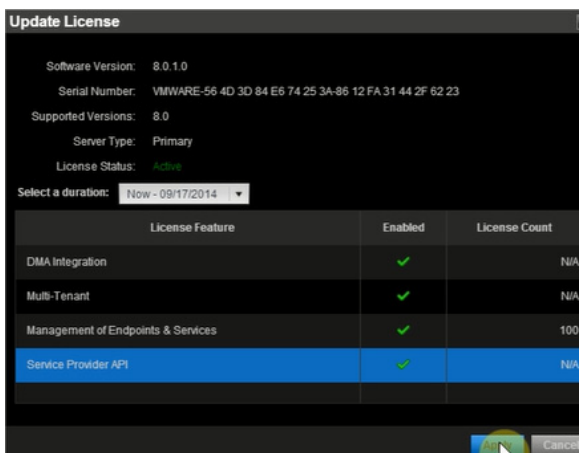 Update License
Software Version: 8.0.1.0
Serial Number: VMWARE-56 4D 3D 84 E6 74 25 3A-86 12 FA 31 44 2F 62 23
Supported Versions: 8.0
Server Type: Primary
License Status: Active
Select a duration: Now - 09/17/2014
License Feature Enabled License Count
DMA Integration N/A
Multi-Tenant N/A
Management of Endpoints & Services 100
Service Provider API N/A
Apply Cancel